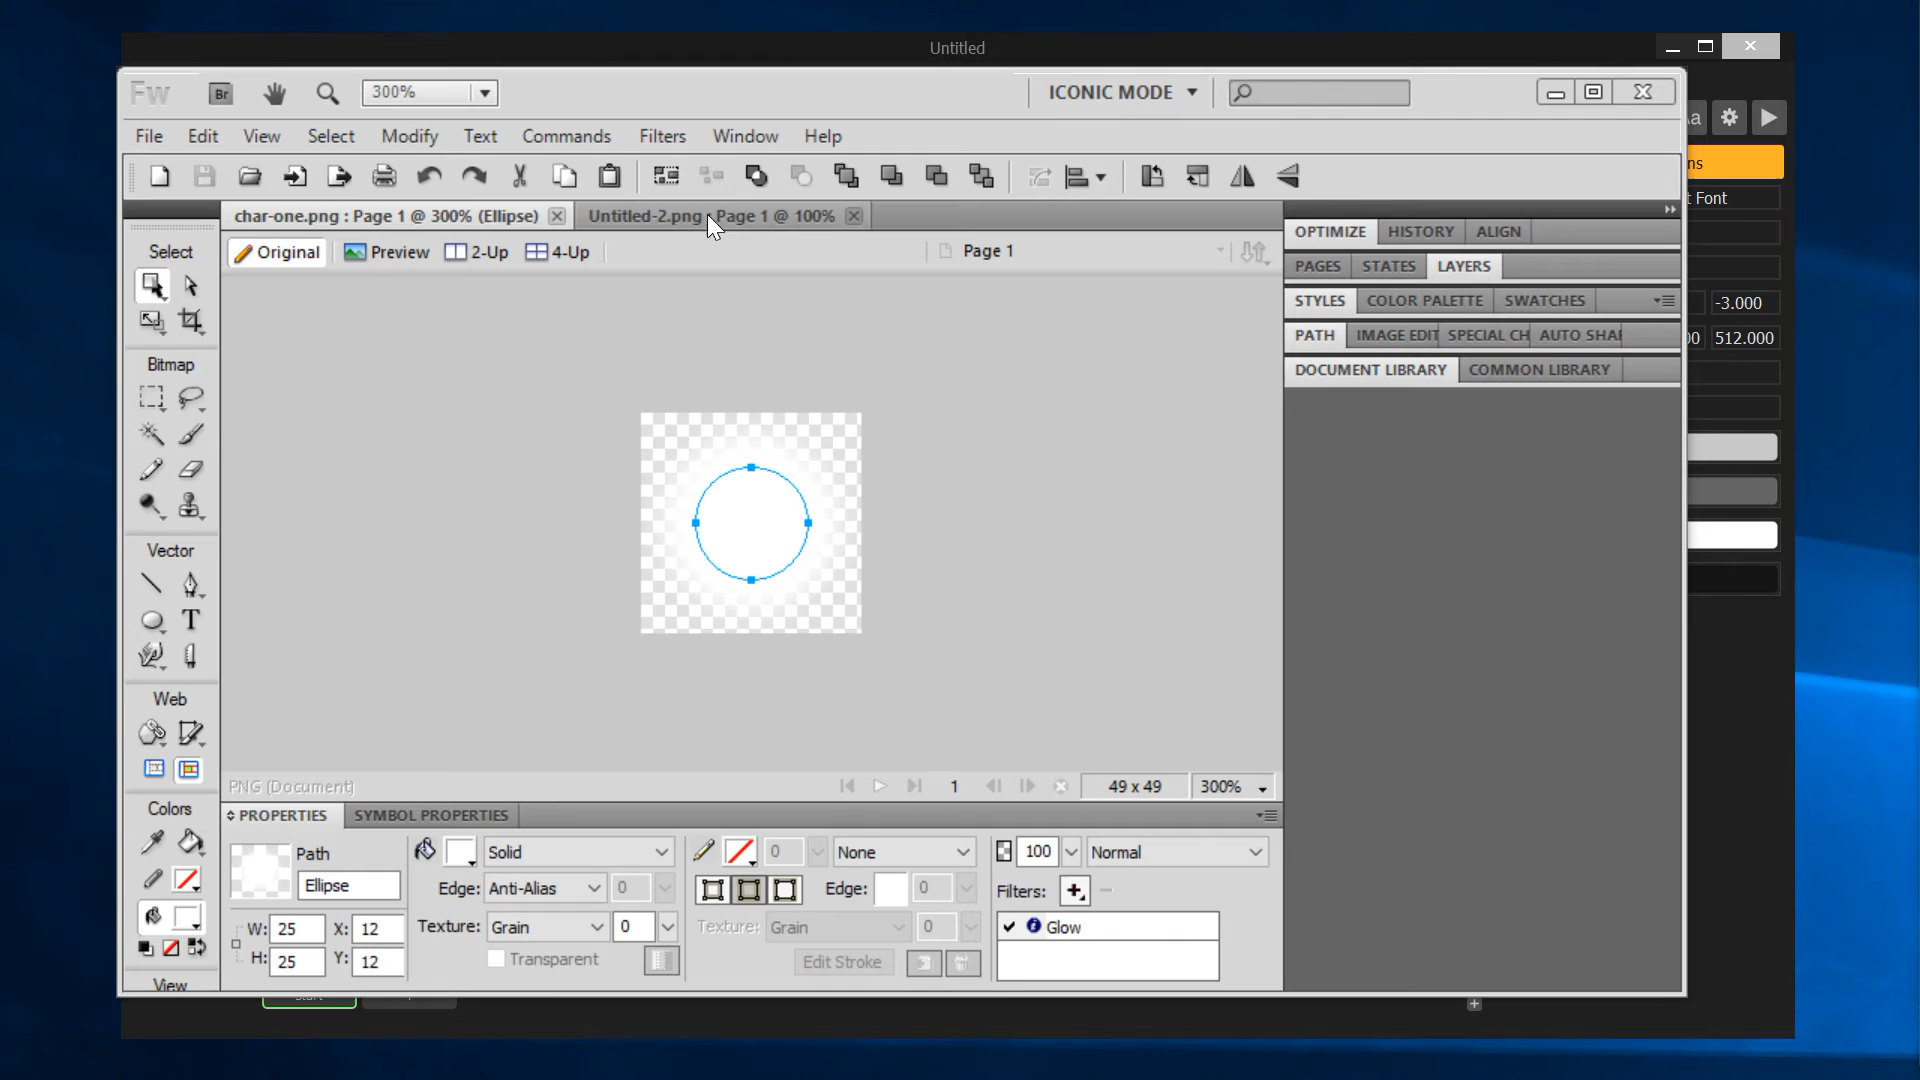 Untitled
Fw
Br
300%
ICONIC MODE
File Edit View Select Modify Text Commands Filters Window Help
char-one.png : Page 1 @ 300% (Ellipse)
Untitled-2.png : Page 1 @ 100%
Original Preview 2-Up 4-Up
Page 1
Select
Bitmap
Vector
Web
Colors
View
OPTIMIZE HISTORY ALIGN
PAGES STATES LAYERS
STYLES COLOR PALETTE SWATCHES
PATH IMAGE EDIT SPECIAL CH AUTO SHA
DOCUMENT LIBRARY COMMON LIBRARY
Aa
ns
t Font
-3.000
00 512.000
PNG (Document)
1
49 x 49
300%
PROPERTIES SYMBOL PROPERTIES
Path
Ellipse
W: 25 X: 12
H: 25 Y: 12
Solid
Edge: Anti-Alias 0
Texture: Grain 0
Transparent
0 None
Edge: 0
Texture: Grain 0
Edit Stroke
100 Normal
Filters:
Glow